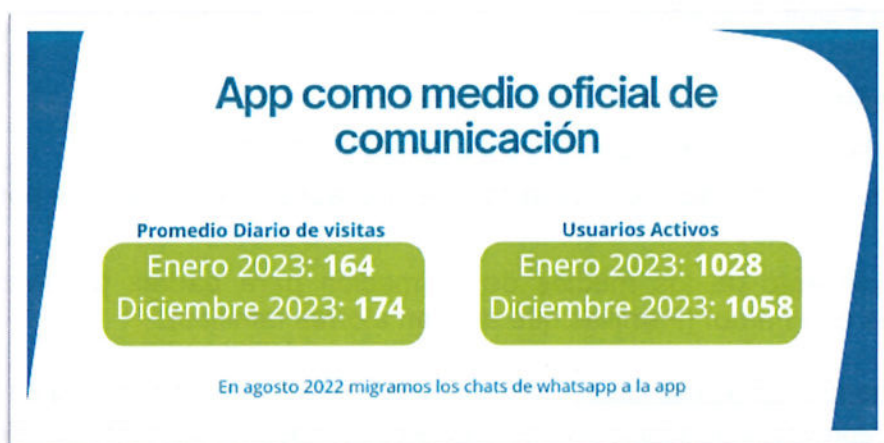 App como medio oficial de
comunicación
Promedio Diario de visitas
Enero 2023: 164
Diciembre 2023: 174
Usuarios Activos
Enero 2023: 1028
Diciembre 2023: 1058
En agosto 2022 migramos los chats de whatsapp a la app